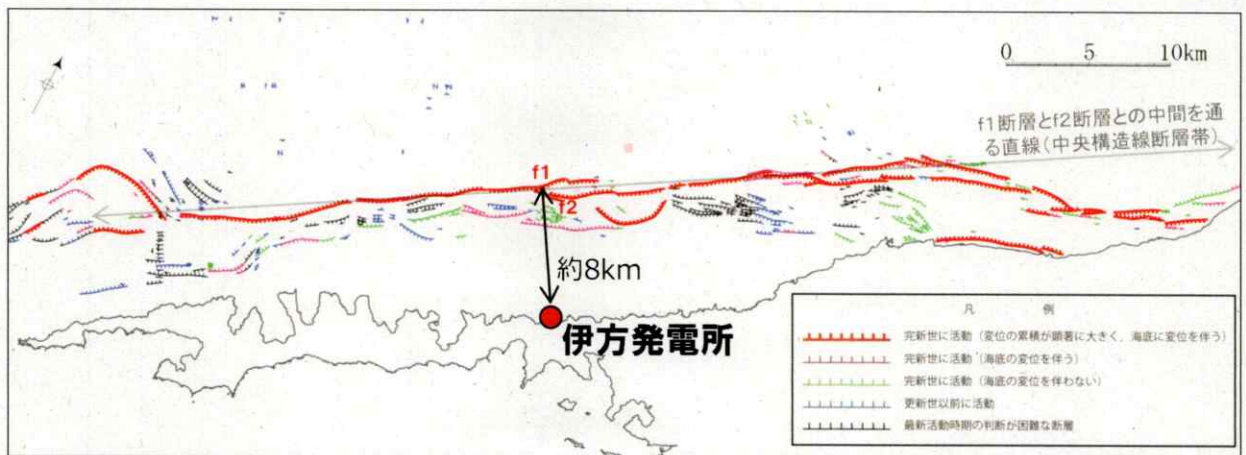 0 5 10km
f1断層とf2断層との中間を通
る直線(中央構造線断層帯)
f1
f2
約8km
伊方発電所
凡 例
完新世に活動 (変位の累積が顕著に大きく、海底に変位を伴う)
完新世に活動 (海底の変位を伴う)
完新世に活動 (海底の変位を伴わない)
更新世以前に活動
最新活動時期の判断が困難な断層